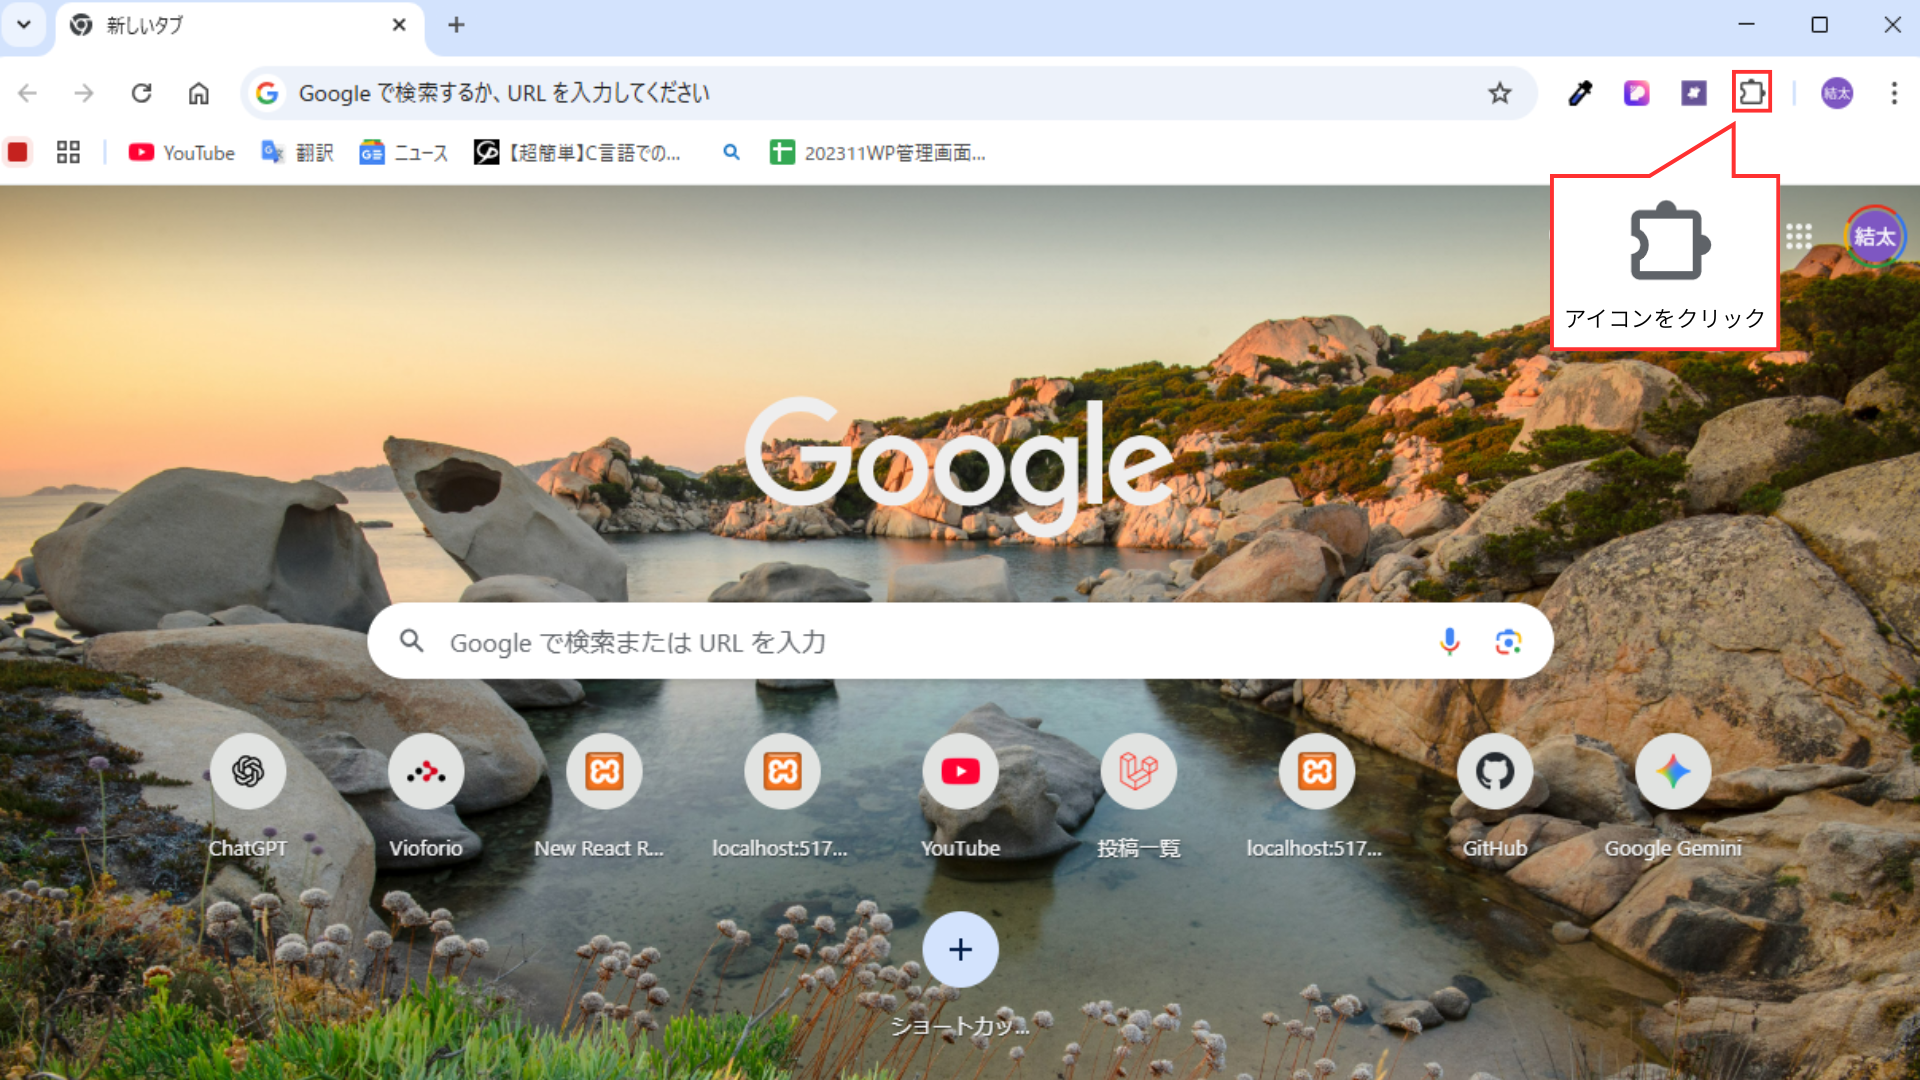 新しいタブ
Google で検索するか、URL を入力してください
結太
YouTube
翻訳
ニュース
【超簡単】C言語での...
202311WP管理画面...
アイコンをクリック
結太
Google
Google で検索または URL を入力
ChatGPT
Vioforio
New React R...
localhost:517...
YouTube
投稿一覧
localhost:517...
GitHub
Google Gemini
ショートカッ...